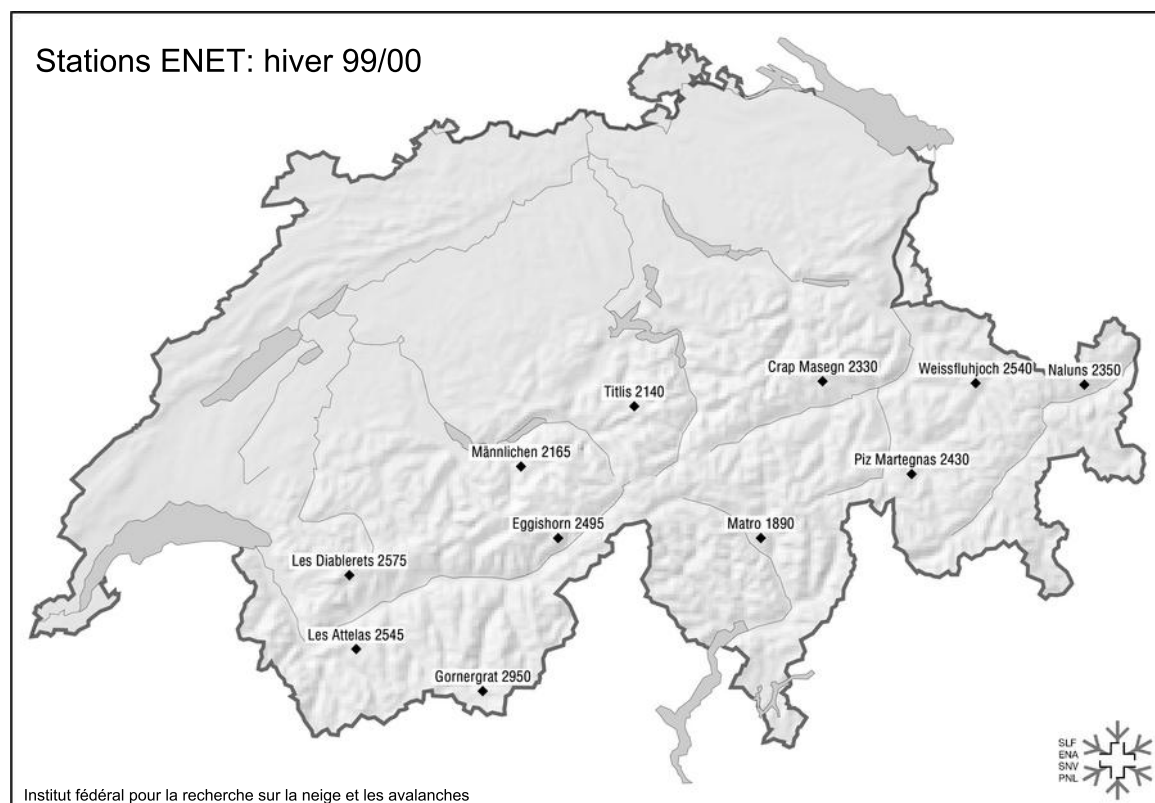 Stations ENET: hiver 99/00
Crap Masegn 2330
Weissfluhjoch 2540
Naluns 2350
Titlis 2140
Männlichen 2165
Piz Martegnas 2430
Eggishorn 2495
Matro 1890
Les Diablerets 2575
Les Attelas 2545
Gornergrat 2950
SLF
ENA
SNV
PNL
Institut fédéral pour la recherche sur la neige et les avalanches